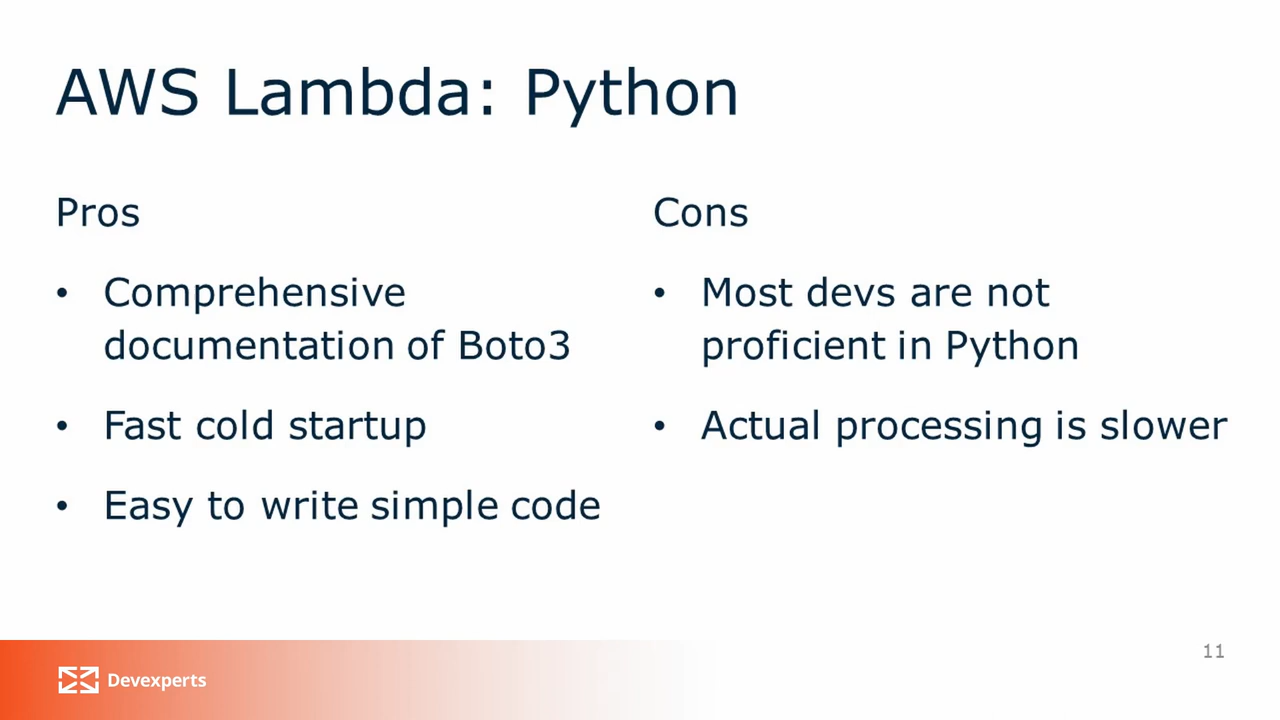 AWS Lambda: Python
Pros
• Comprehensive
documentation of Boto3
• Fast cold startup
• Easy to write simple code
Cons
• Most devs are not
proficient in Python
• Actual processing is slower
11
Devexperts